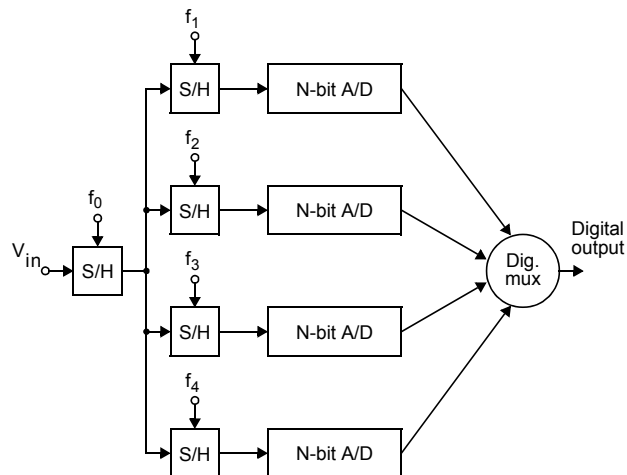 f1
S/H
N-bit A/D
f2
S/H
N-bit A/D
f0
Vin
S/H
f3
S/H
N-bit A/D
f4
S/H
N-bit A/D
Dig.
mux
Digital
output